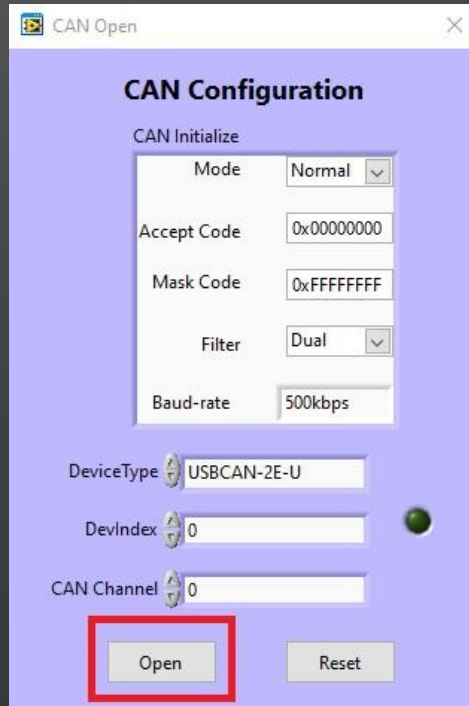 CAN Open
CAN Configuration
CAN Initialize
Mode Normal
Accept Code 0x00000000
Mask Code 0xFFFFFFFF
Filter Dual
Baud-rate 500kbps
DeviceType USBCAN-2E-U
DevIndex 0
CAN Channel 0
Open Reset